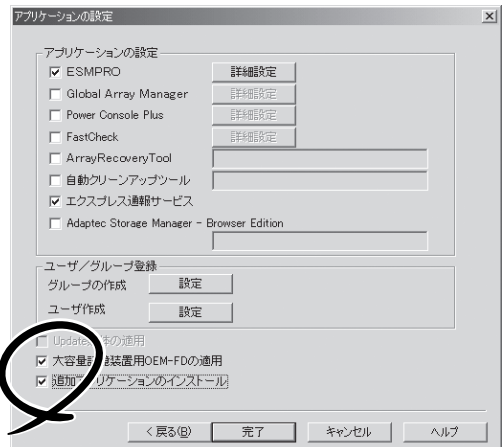 アプリケーションの設定
アプリケーションの設定
ESMPRO 詳細設定
Global Array Manager 詳細設定
Power Console Plus 詳細設定
FastCheck 詳細設定
ArrayRecoveryTool
自動クリーンアップツール
エクスプレス通報サービス
Adaptec Storage Manager - Browser Edition
ユーザ/グループ登録
グループの作成 設定
ユーザ作成 設定
Update の適用
大容量記憶装置用OEM-FDの適用
追加アプリケーションのインストール
< 戻る(B) 完了 キャンセル ヘルプ